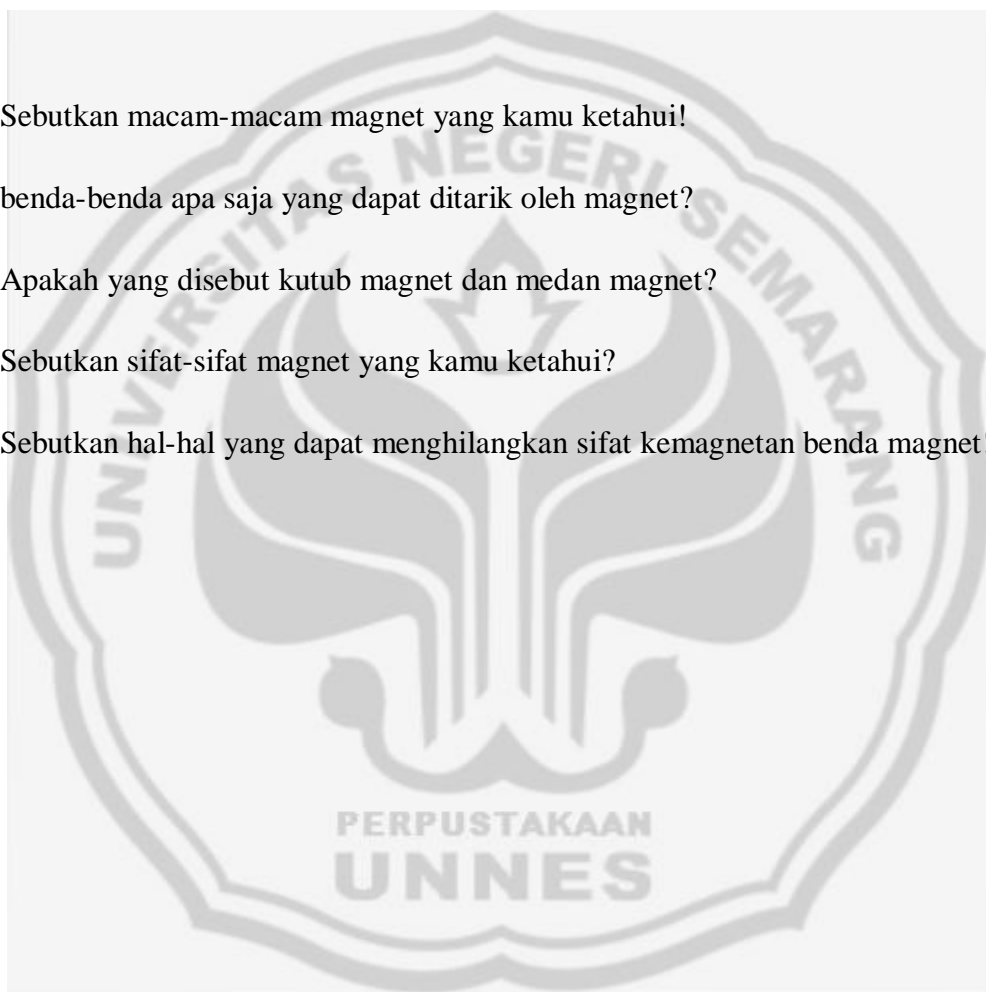 Sebutkan macam-macam magnet yang kamu ketahui!
benda-benda apa saja yang dapat ditarik oleh magnet?
Apakah yang disebut kutub magnet dan medan magnet?
Sebutkan sifat-sifat magnet yang kamu ketahui?
Sebutkan hal-hal yang dapat menghilangkan sifat kemagnetan benda magnet!
UNIVERSITAS NEGERI SEMARANG
PERPUSTAKAAN
UNNES